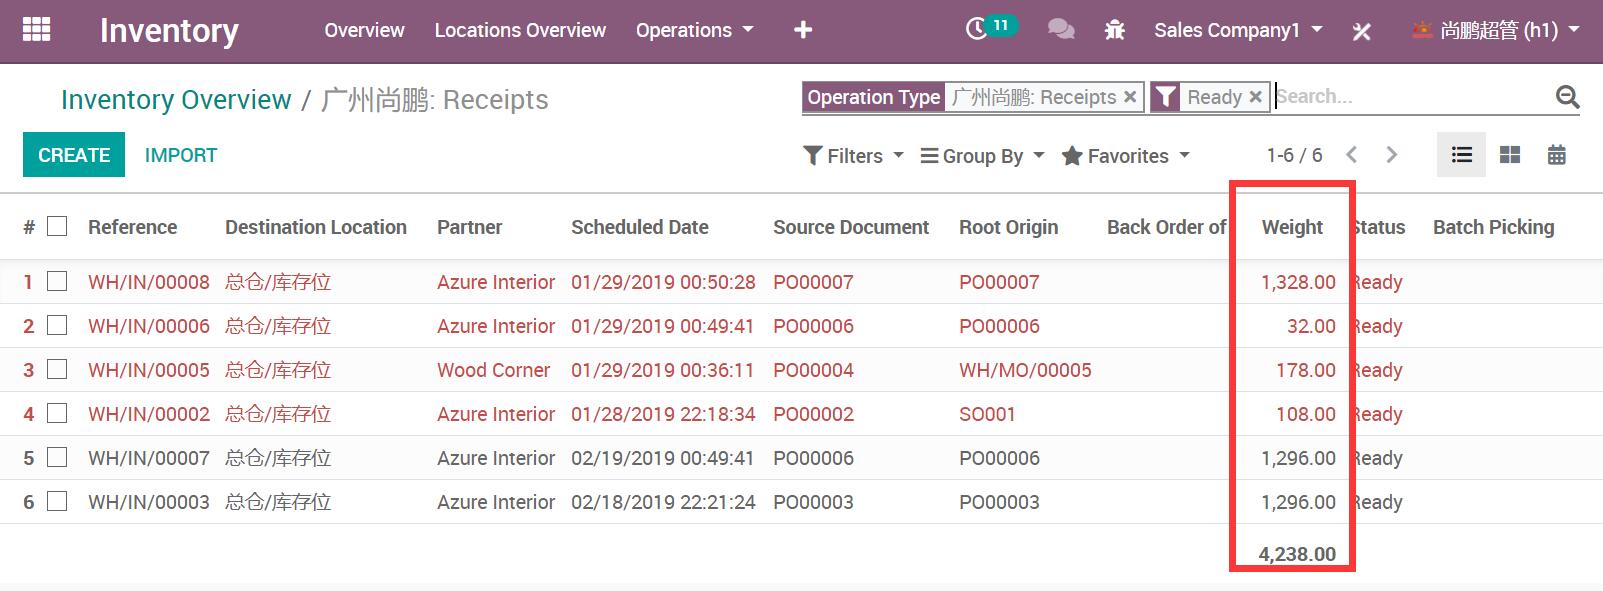 Inventory Overview Locations Overview Operations 11 Sales Company1 尚鹏超管 (h1)
Inventory Overview / 广州尚鹏: Receipts
Operation Type 广州尚鹏: Receipts Ready Search...
CREATE IMPORT Filters Group By Favorites 1-6 / 6
# Reference Destination Location Partner Scheduled Date Source Document Root Origin Back Order of Weight Status Batch Picking
1 WH/IN/00008 总仓/库存位 Azure Interior 01/29/2019 00:50:28 PO00007 PO00007 1,328.00 Ready
2 WH/IN/00006 总仓/库存位 Azure Interior 01/29/2019 00:49:41 PO00006 PO00006 32.00 Ready
3 WH/IN/00005 总仓/库存位 Wood Corner 01/29/2019 00:36:11 PO00004 WH/MO/00005 178.00 Ready
4 WH/IN/00002 总仓/库存位 Azure Interior 01/28/2019 22:18:34 PO00002 SO001 108.00 Ready
5 WH/IN/00007 总仓/库存位 Azure Interior 02/19/2019 00:49:41 PO00006 PO00006 1,296.00 Ready
6 WH/IN/00003 总仓/库存位 Azure Interior 02/18/2019 22:21:24 PO00003 PO00003 1,296.00 Ready
4,238.00